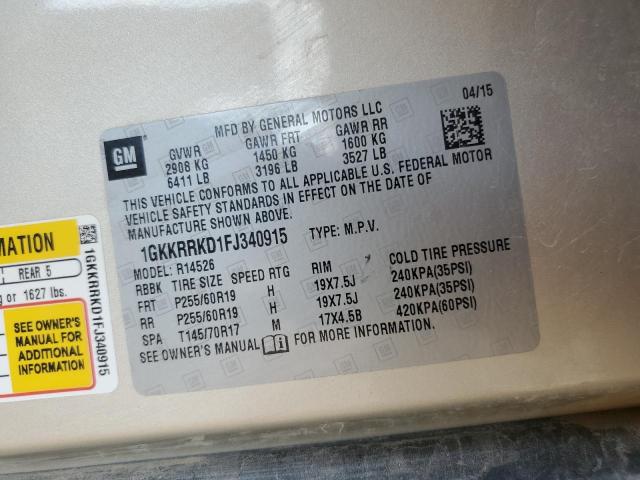 04/15
MFD BY GENERAL MOTORS LLC
GM
GVWR GAWR FRT GAWR RR
2908 KG 1450 KG 1600 KG
6411 LB 3196 LB 3527 LB
THIS VEHICLE CONFORMS TO ALL APPLICABLE U.S. FEDERAL MOTOR
VEHICLE SAFETY STANDARDS IN EFFECT ON THE DATE OF
MANUFACTURE SHOWN ABOVE.
1GKKRRKD1FJ340915 TYPE: M.P.V.
MODEL: R14526
RBBK TIRE SIZE SPEED RTG RIM COLD TIRE PRESSURE
FRT P255/60R19 H 19X7.5J 240KPA(35PSI)
RR P255/60R19 H 19X7.5J 240KPA(35PSI)
SPA T145/70R17 M 17X4.5B 420KPA(60PSI)
SEE OWNER'S MANUAL FOR MORE INFORMATION.
MATION
REAR 5
or 1627 lbs.
SEE OWNER'S
MANUAL FOR
ADDITIONAL
INFORMATION
1GKKRRKD1FJ340915